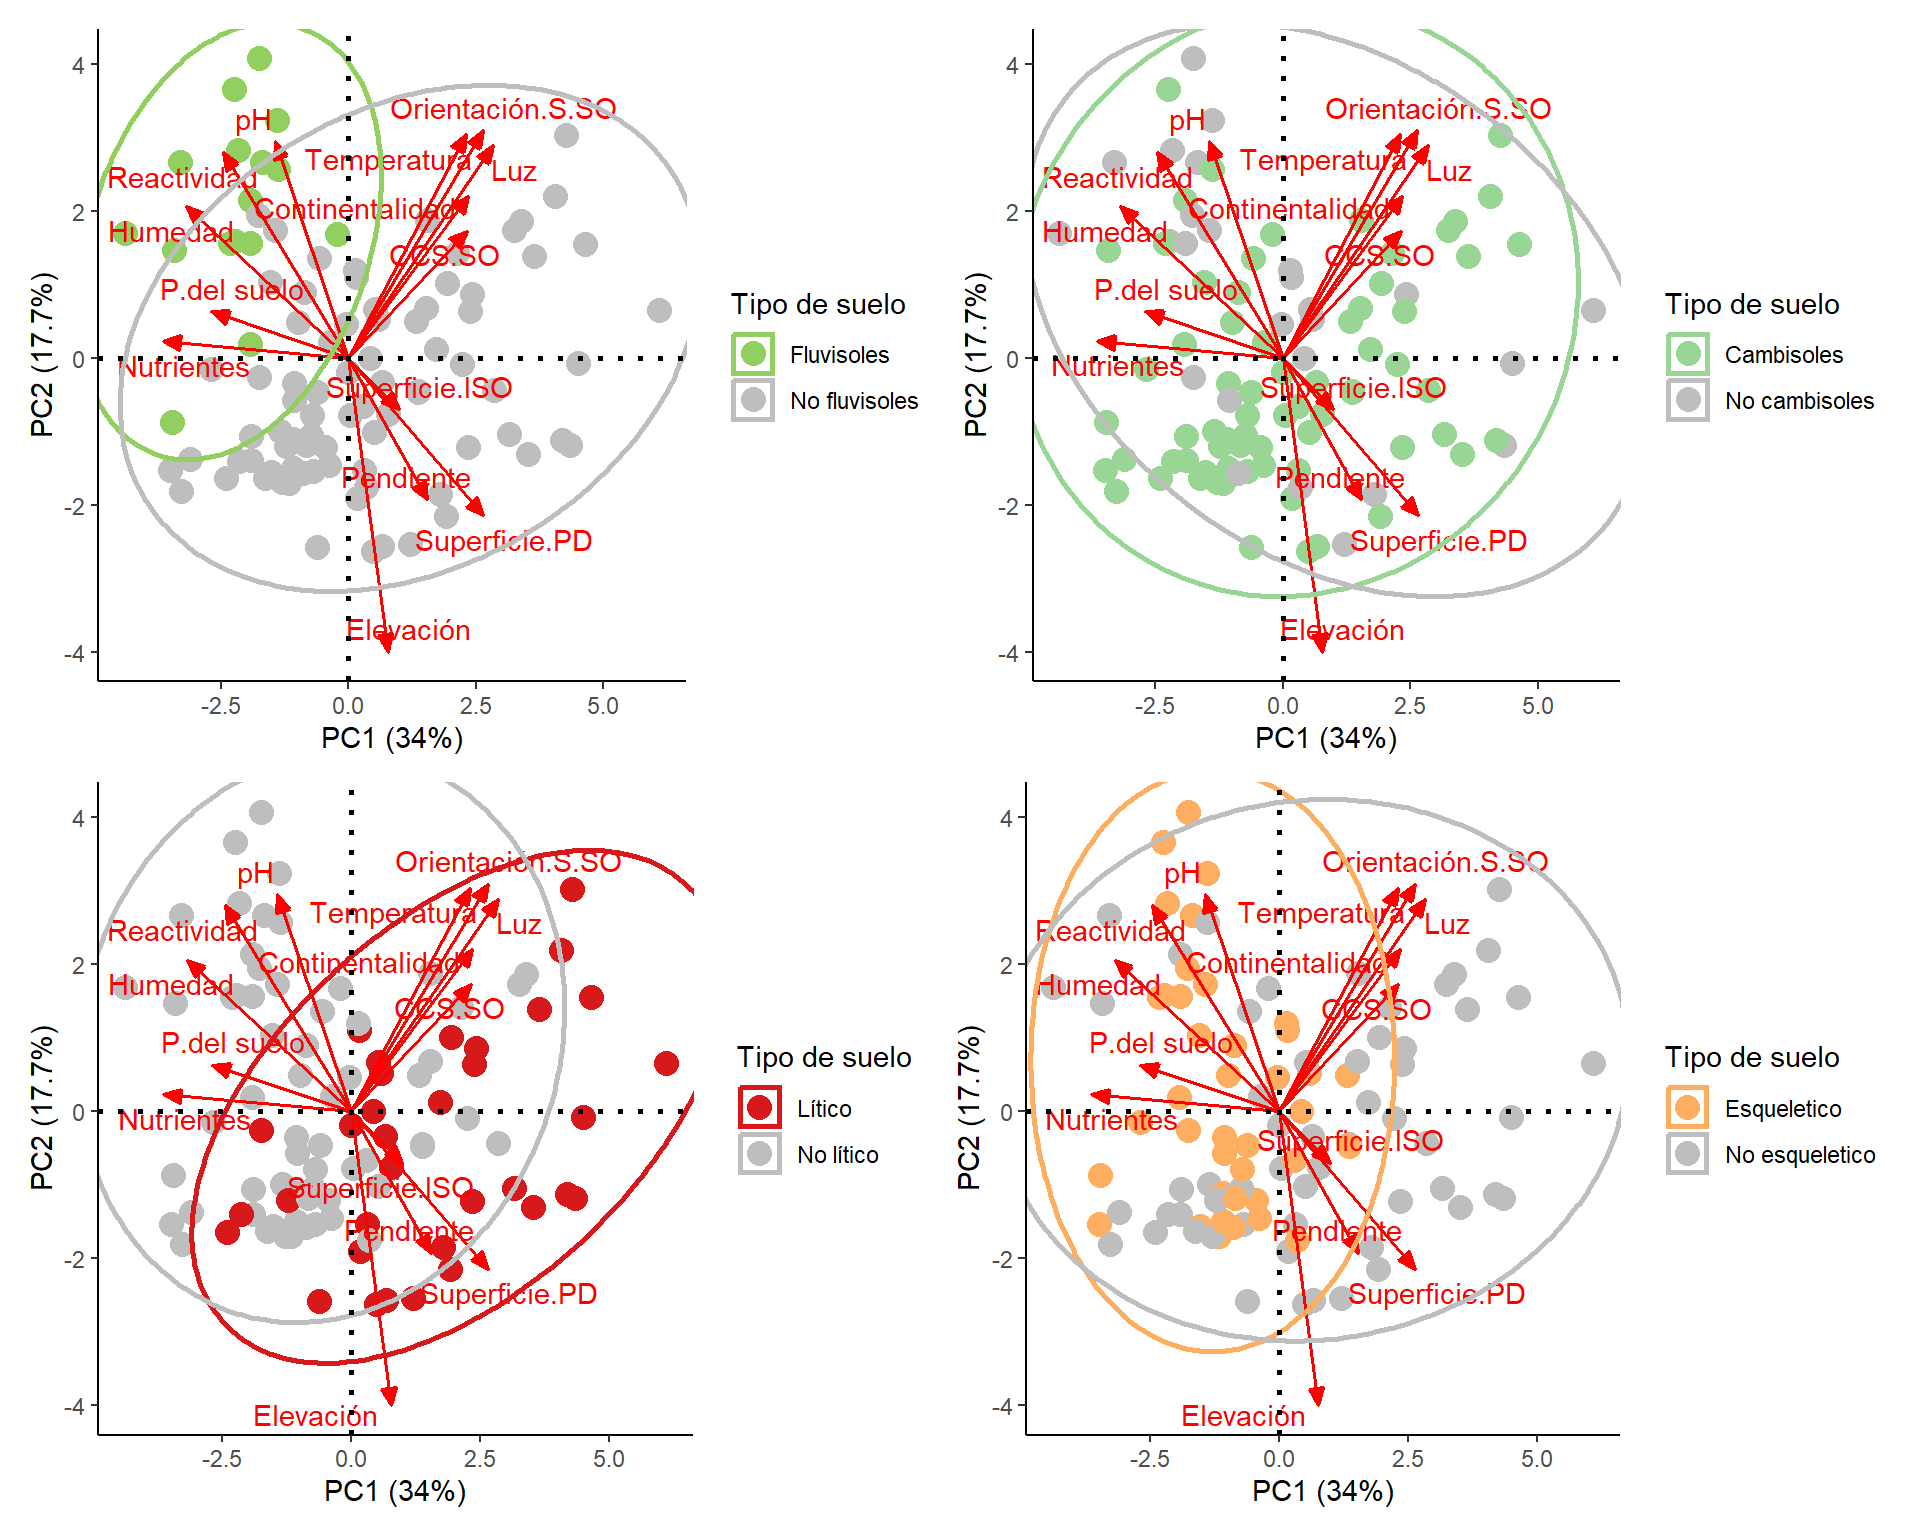 4
2
0
-2
-4
PC2 (17.7%)
-2.5
0.0
2.5
5.0
PC1 (34%)
Orientación.S.SO
pH
Temperatura
Luz
Reactividad
Continentalidad
Humedad
CCS.SO
P.del suelo
Nutrientes
Superficie.ISO
Pendiente
Superficie.PD
Elevación
Tipo de suelo
Fluvisoles
No fluvisoles
4
2
0
-2
-4
PC2 (17.7%)
-2.5
0.0
2.5
5.0
PC1 (34%)
Orientación.S.SO
pH
Temperatura
Luz
Reactividad
Continentalidad
Humedad
CCS.SO
P.del suelo
Nutrientes
Superficie.ISO
Pendiente
Superficie.PD
Elevación
Tipo de suelo
Cambisoles
No cambisoles
4
2
0
-2
-4
PC2 (17.7%)
-2.5
0.0
2.5
5.0
PC1 (34%)
Orientación.S.SO
pH
Temperatura
Luz
Reactividad
Continentalidad
Humedad
CCS.SO
P.del suelo
Nutrientes
Superficie.ISO
Pendiente
Superficie.PD
Elevación
Tipo de suelo
Lítico
No lítico
4
2
0
-2
-4
PC2 (17.7%)
-2.5
0.0
2.5
5.0
PC1 (34%)
Orientación.S.SO
pH
Temperatura
Luz
Reactividad
Continentalidad
Humedad
CCS.SO
P.del suelo
Nutrientes
Superficie.ISO
Pendiente
Superficie.PD
Elevación
Tipo de suelo
Esqueletico
No esqueletico